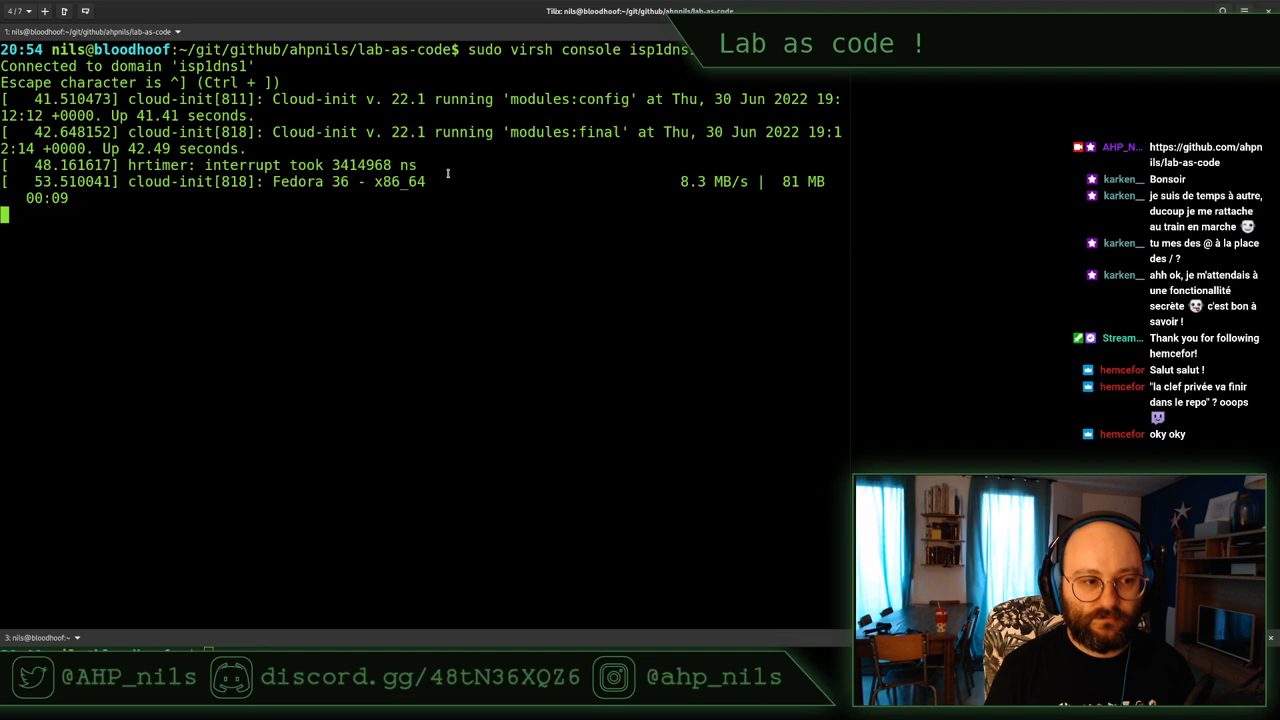 4/7
Tilix: nils@bloodhoof:~/git/github/ahpnils/lab-as-code
1: nils@bloodhoof:~/git/github/ahpnils/lab-as-code
Lab as code !
20:54 nils@bloodhoof:~/git/github/ahpnils/lab-as-code$ sudo virsh console isp1dns
Connected to domain 'isp1dns1'
Escape character is ^] (Ctrl + ])
[   41.510473] cloud-init[811]: Cloud-init v. 22.1 running 'modules:config' at Thu, 30 Jun 2022 19:
12:12 +0000. Up 41.41 seconds.
[   42.648152] cloud-init[818]: Cloud-init v. 22.1 running 'modules:final' at Thu, 30 Jun 2022 19:1
2:14 +0000. Up 42.49 seconds.
[   48.161617] hrtimer: interrupt took 3414968 ns
[   53.510041] cloud-init[818]: Fedora 36 - x86_64                              8.3 MB/s |  81 MB
   00:09
AHP_N... https://github.com/ahpn
ils/lab-as-code
karken__ Bonsoir
karken__ je suis de temps à autre,
ducoup je me rattache
au train en marche
karken__ tu mes des @ à la place
des / ?
karken__ ahh ok, je m'attendais à
une fonctionallité
secrète c'est bon à
savoir !
Stream... Thank you for following
hemcefor!
hemcefor Salut salut !
hemcefor "la clef privée va finir
dans le repo" ? ooops
hemcefor oky oky
3: nils@bloodhoof:~
@AHP_nils discord.gg/48tN36XQZ6 @ahp_nils